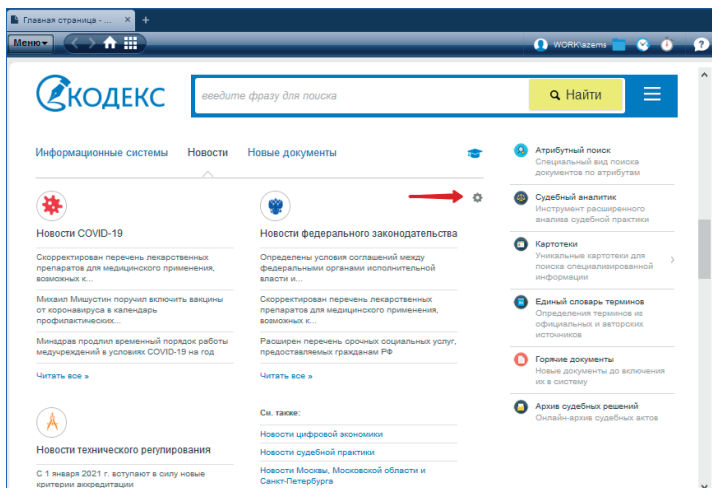 Главная страница - ...
Меню
WORK\azems
КОДЕКС
введите фразу для поиска
Найти
Информационные системы
Новости
Новые документы
Новости COVID-19
Скорректирован перечень лекарственных
препаратов для медицинского применения,
возможных к...
Михаил Мишустин поручил включить вакцины
от коронавируса в календарь
профилактических...
Минздрав продлил временный порядок работы
медучреждений в условиях COVID-19 на год
Читать все »
Новости федерального законодательства
Определены условия соглашений между
федеральными органами исполнительной
власти и...
Скорректирован перечень лекарственных
препаратов для медицинского применения,
возможных к...
Расширен перечень срочных социальных услуг,
предоставляемых гражданам РФ
Читать все »
Новости технического регулирования
С 1 января 2021 г. вступают в силу новые
критерии аккредитации
См. также:
Новости цифровой экономики
Новости судебной практики
Новости Москвы, Московской области и
Санкт-Петербурга
Атрибутный поиск
Специальный вид поиска
документов по атрибутам
Судебный аналитик
Инструмент расширенного
анализа судебной практики
Картотеки
Уникальные картотеки для
поиска специализированной
информации
Единый словарь терминов
Определения терминов из
официальных и авторских
источников
Горячие документы
Новые документы до включения
их в систему
Архив судебных решений
Онлайн-архив судебных актов